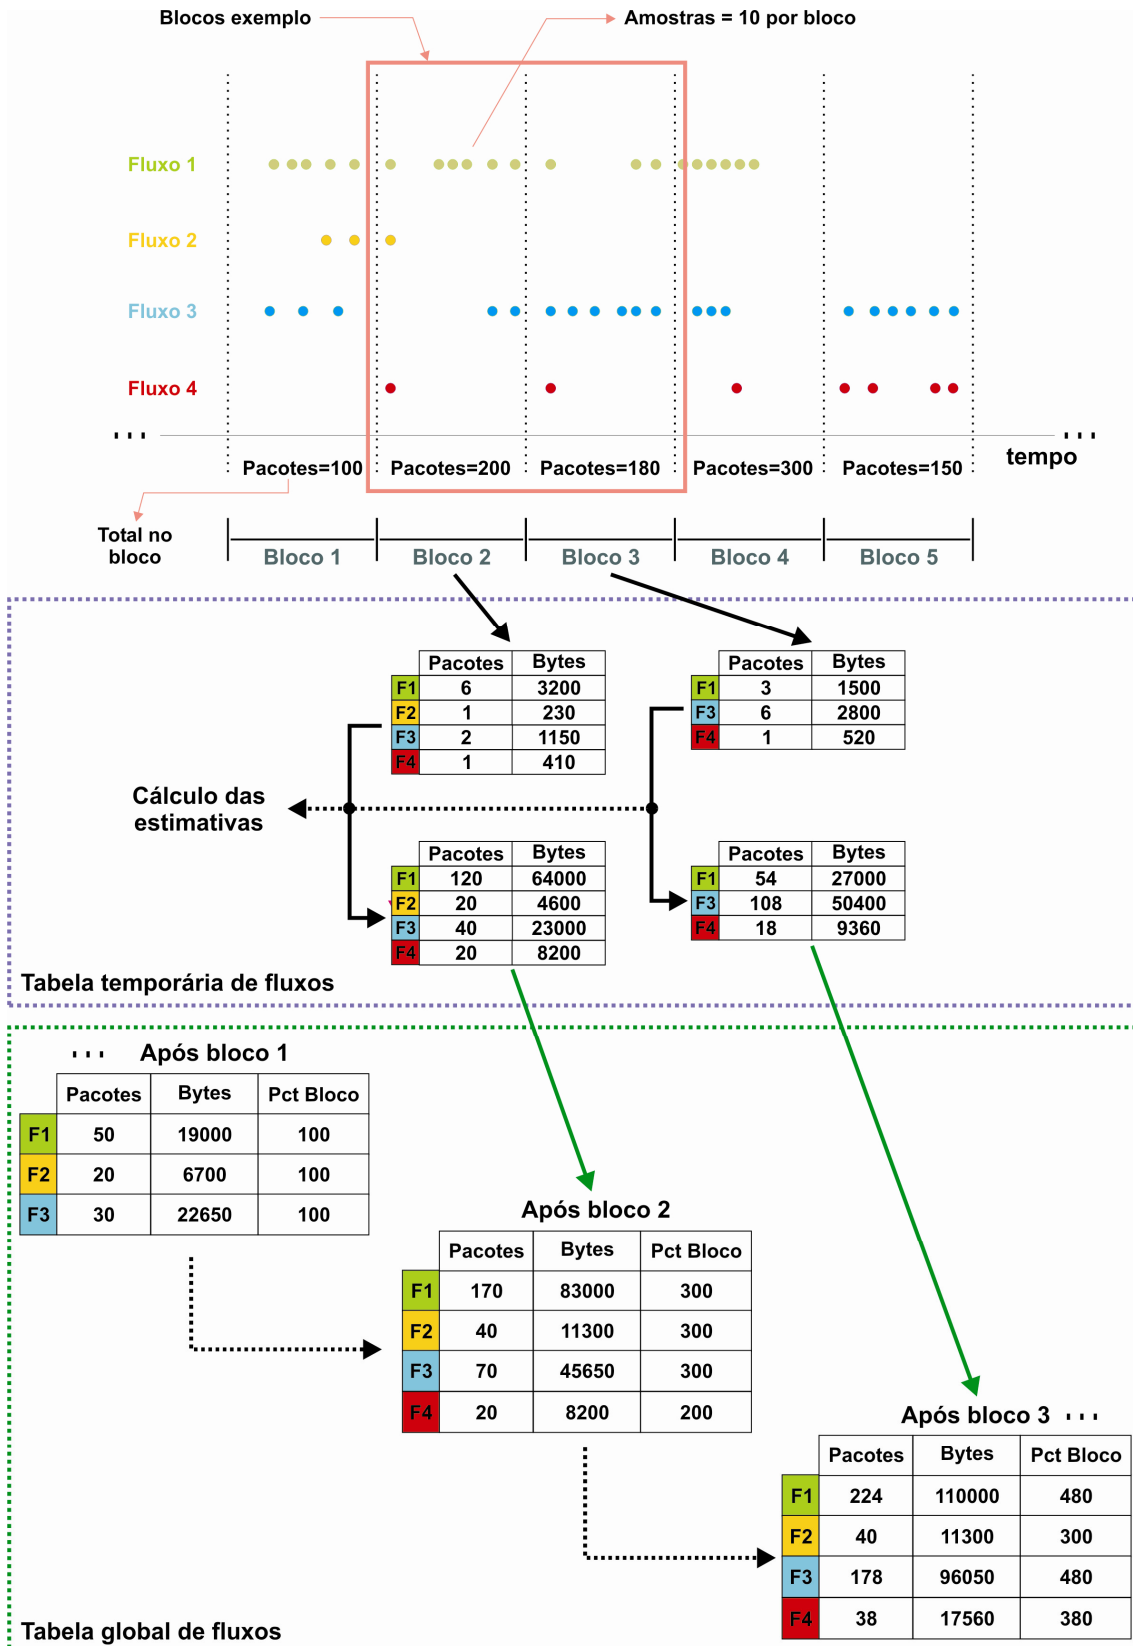 Blocos exemplo
Amostras = 10 por bloco
Fluxo 1
Fluxo 2
Fluxo 3
Fluxo 4
... ...
tempo
Pacotes=100 Pacotes=200 Pacotes=180 Pacotes=300 Pacotes=150
Total no
bloco
Bloco 1 Bloco 2 Bloco 3 Bloco 4 Bloco 5
Pacotes Bytes
F1 6 3200
F2 1 230
F3 2 1150
F4 1 410
Pacotes Bytes
F1 3 1500
F3 6 2800
F4 1 520
Cálculo das
estimativas
Pacotes Bytes
F1 120 64000
F2 20 4600
F3 40 23000
F4 20 8200
Pacotes Bytes
F1 54 27000
F3 108 50400
F4 18 9360
Tabela temporária de fluxos
... Após bloco 1
Pacotes Bytes Pct Bloco
F1 50 19000 100
F2 20 6700 100
F3 30 22650 100
Após bloco 2
Pacotes Bytes Pct Bloco
F1 170 83000 300
F2 40 11300 300
F3 70 45650 300
F4 20 8200 200
Após bloco 3 ...
Pacotes Bytes Pct Bloco
F1 224 110000 480
F2 40 11300 300
F3 178 96050 480
F4 38 17560 380
Tabela global de fluxos